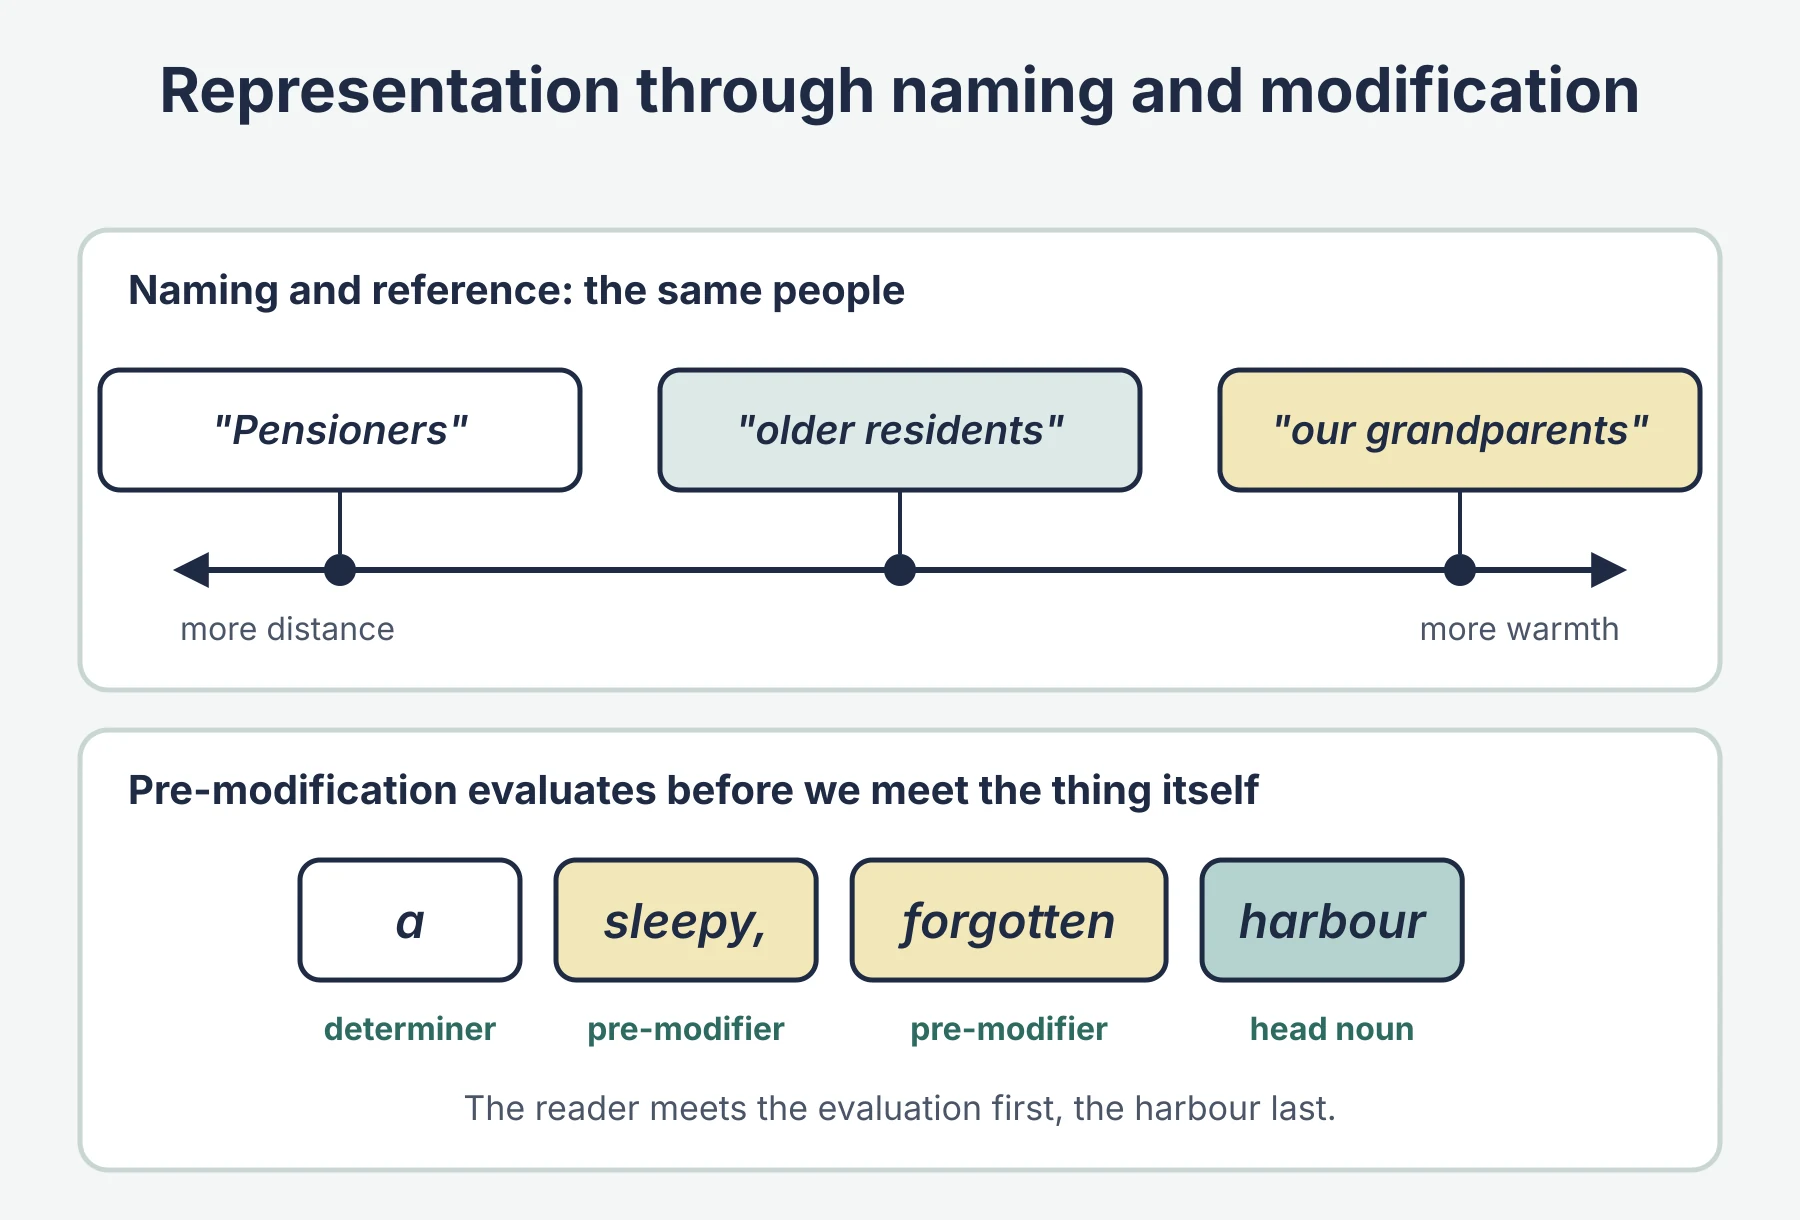 Representation through naming and modification
Naming and reference: the same people
"Pensioners"
"older residents"
"our grandparents"
more distance
more warmth
Pre-modification evaluates before we meet the thing itself
a
sleepy,
forgotten
harbour
determiner
pre-modifier
pre-modifier
head noun
The reader meets the evaluation first, the harbour last.